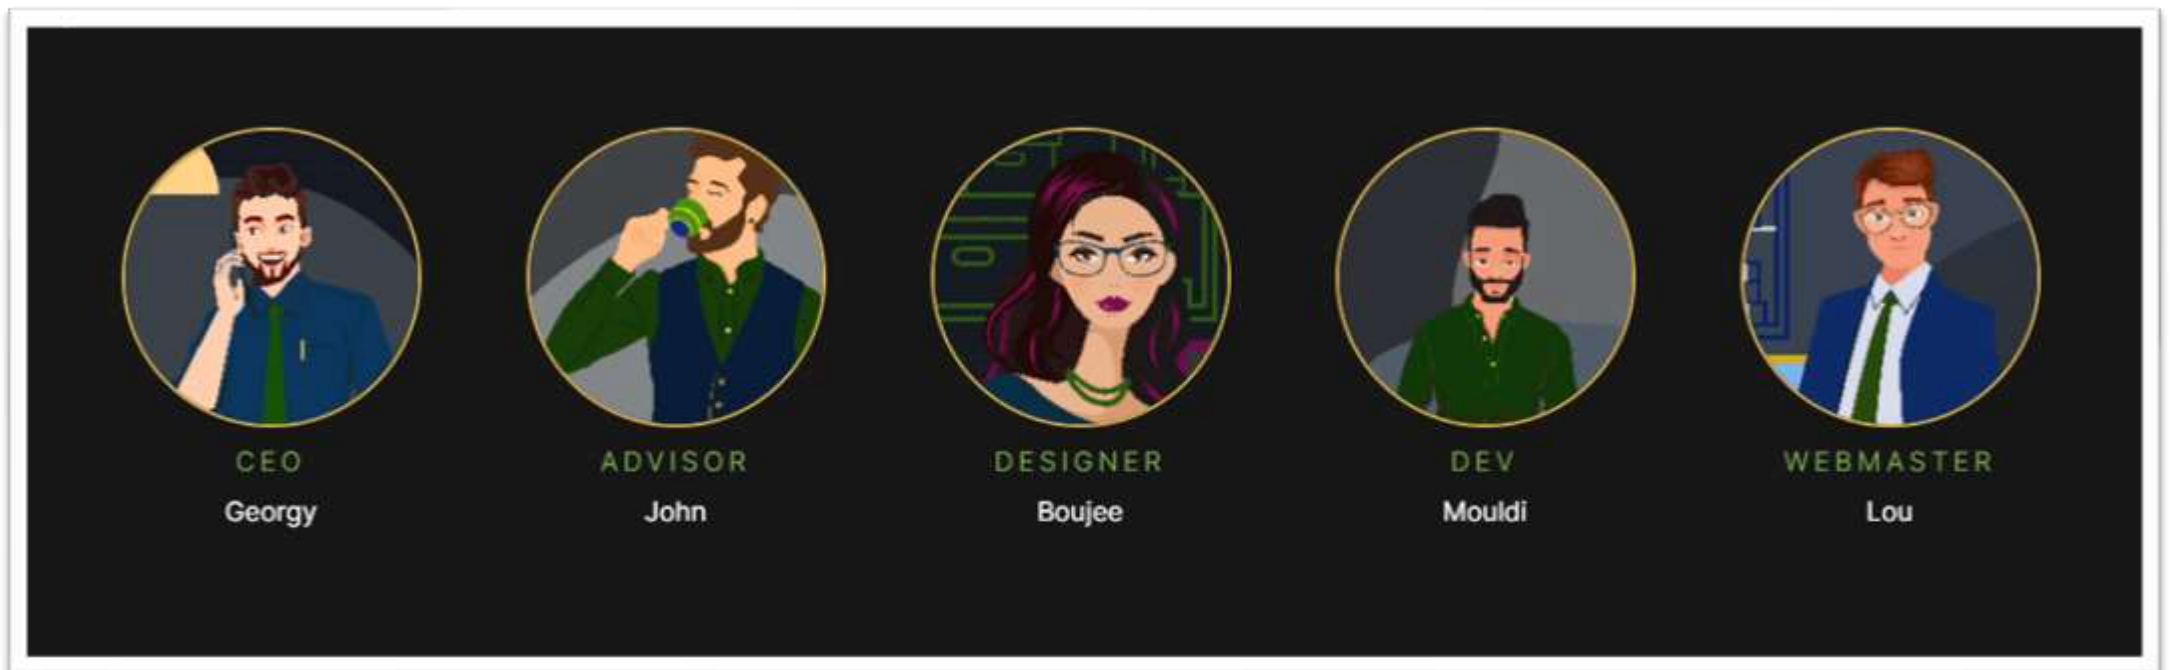 CEO
Georgy
ADVISOR
John
DESIGNER
Boujee
DEV
Mouldi
WEBMASTER
Lou